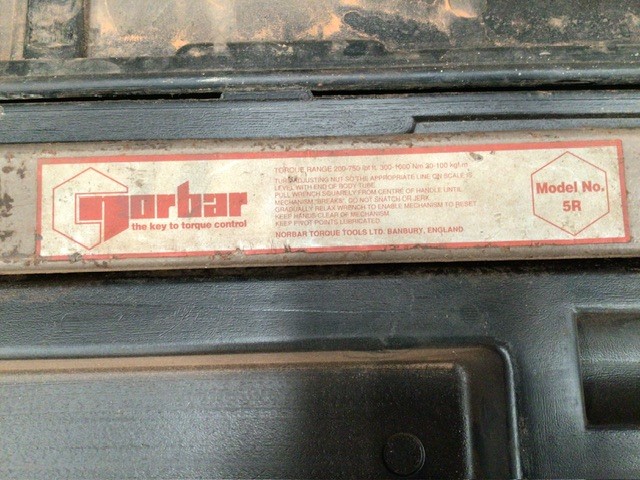 norbar
the key to torque control
TORQUE RANGE 200-750 lbf ft. 300-1000 Nm 30-100 kgf.m
TURN ADJUSTING NUT SO THE APPROPRIATE LINE ON SCALE IS
LEVEL WITH END OF BODY TUBE.
PULL WRENCH SQUARELY FROM CENTRE OF HANDLE UNTIL
MECHANISM 'BREAKS'. DO NOT SNATCH OR JERK.
GRADUALLY RELAX WRENCH TO ENABLE MECHANISM TO RESET.
KEEP HANDS CLEAR OF MECHANISM.
KEEP PIVOT POINTS LUBRICATED.
NORBAR TORQUE TOOLS LTD. BANBURY, ENGLAND
Model No.
5R